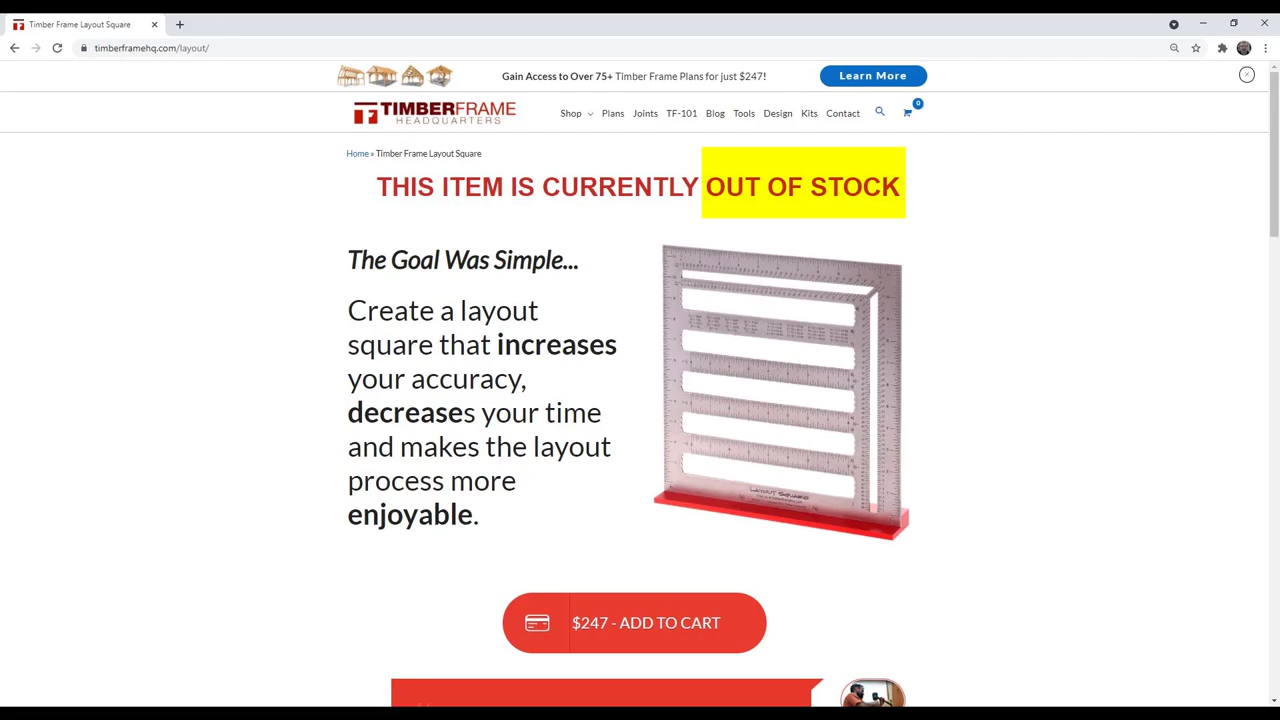 Timber Frame Layout Square
timberframehq.com/layout/
Gain Access to Over 75+ Timber Frame Plans for just $247!
Learn More
TIMBERFRAME
HEADQUARTERS
Shop Plans Joints TF-101 Blog Tools Design Kits Contact
0
Home » Timber Frame Layout Square
THIS ITEM IS CURRENTLY OUT OF STOCK
The Goal Was Simple...
Create a layout
square that increases
your accuracy,
decreases your time
and makes the layout
process more
enjoyable.
LAYOUT SQUARE
$247 - ADD TO CART